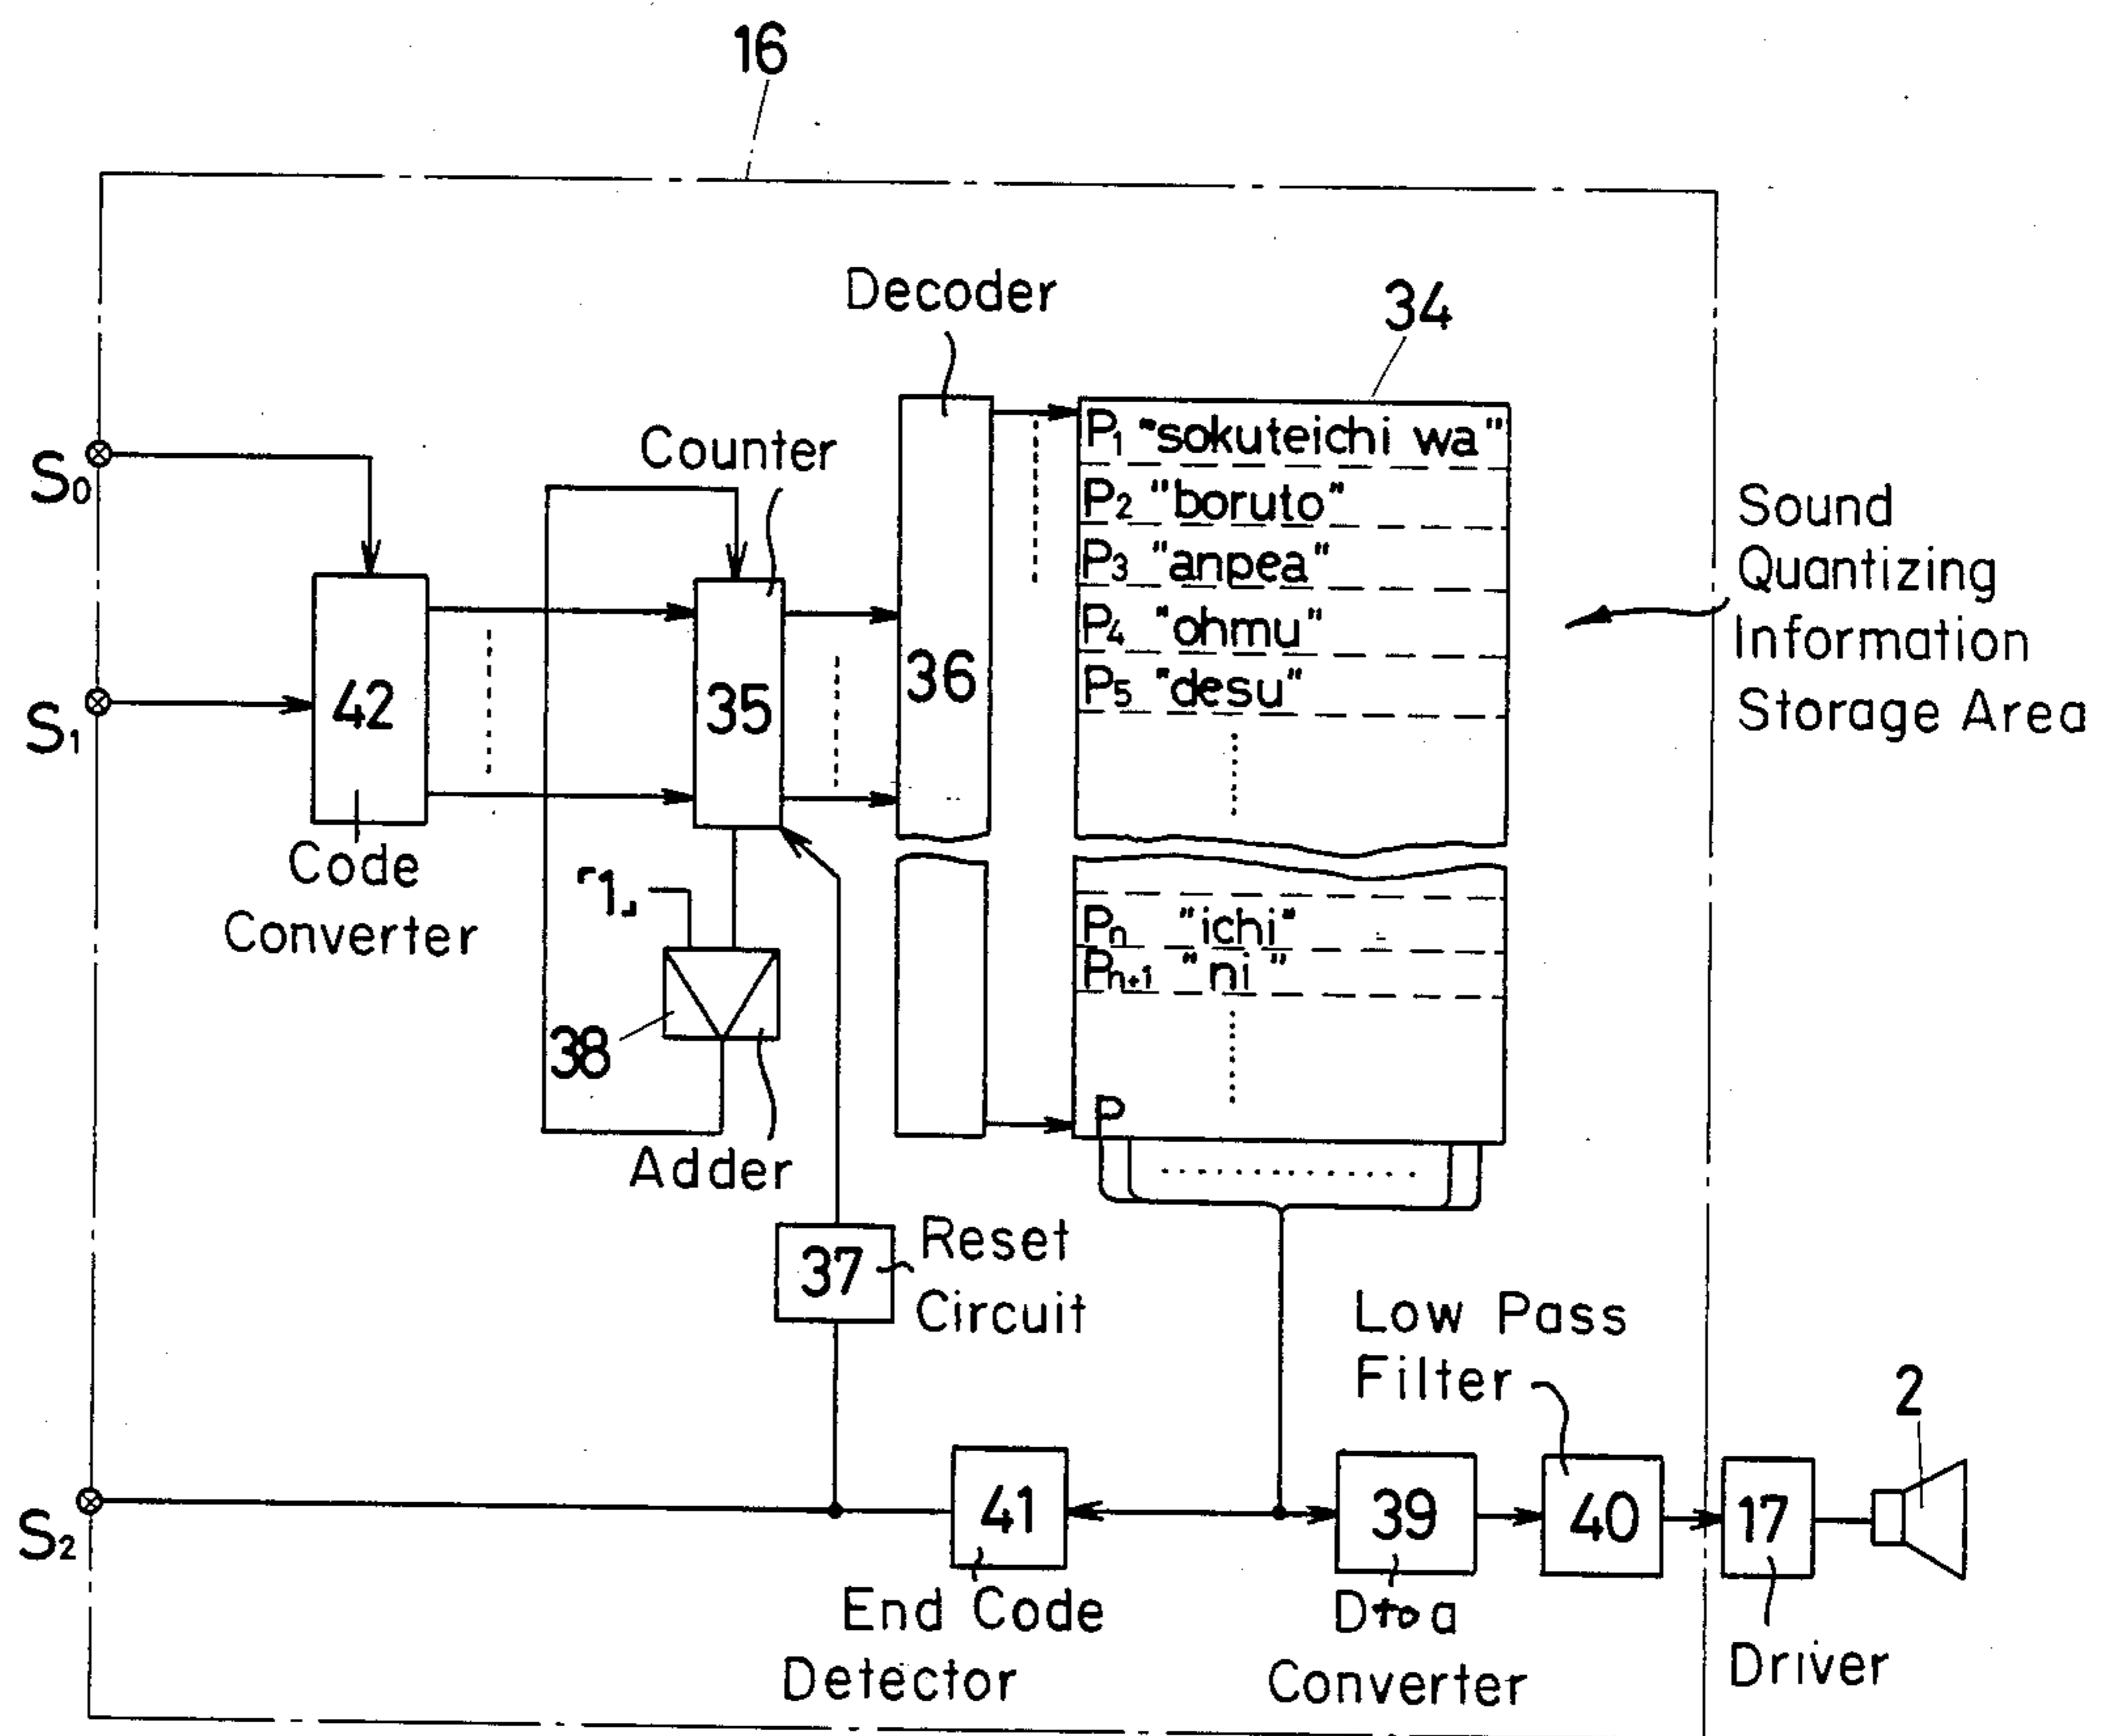 16
Decoder
34
Counter
S₀
P₁ "sokuteichi wa"
P₂ "boruto"
P₃ "anpea"
P₄ "ohmu"
P₅ "desu"
Sound
Quantizing
Information
Storage Area
S₁
42
35
36
Code
Converter
「1」
Pₙ "ichi"
Pₙ₊₁ "ni"
38
P
Adder
37
Reset
Circuit
Low Pass
Filter
2
S₂
41
39
40
17
End Code
Detector
D to a
Converter
Driver